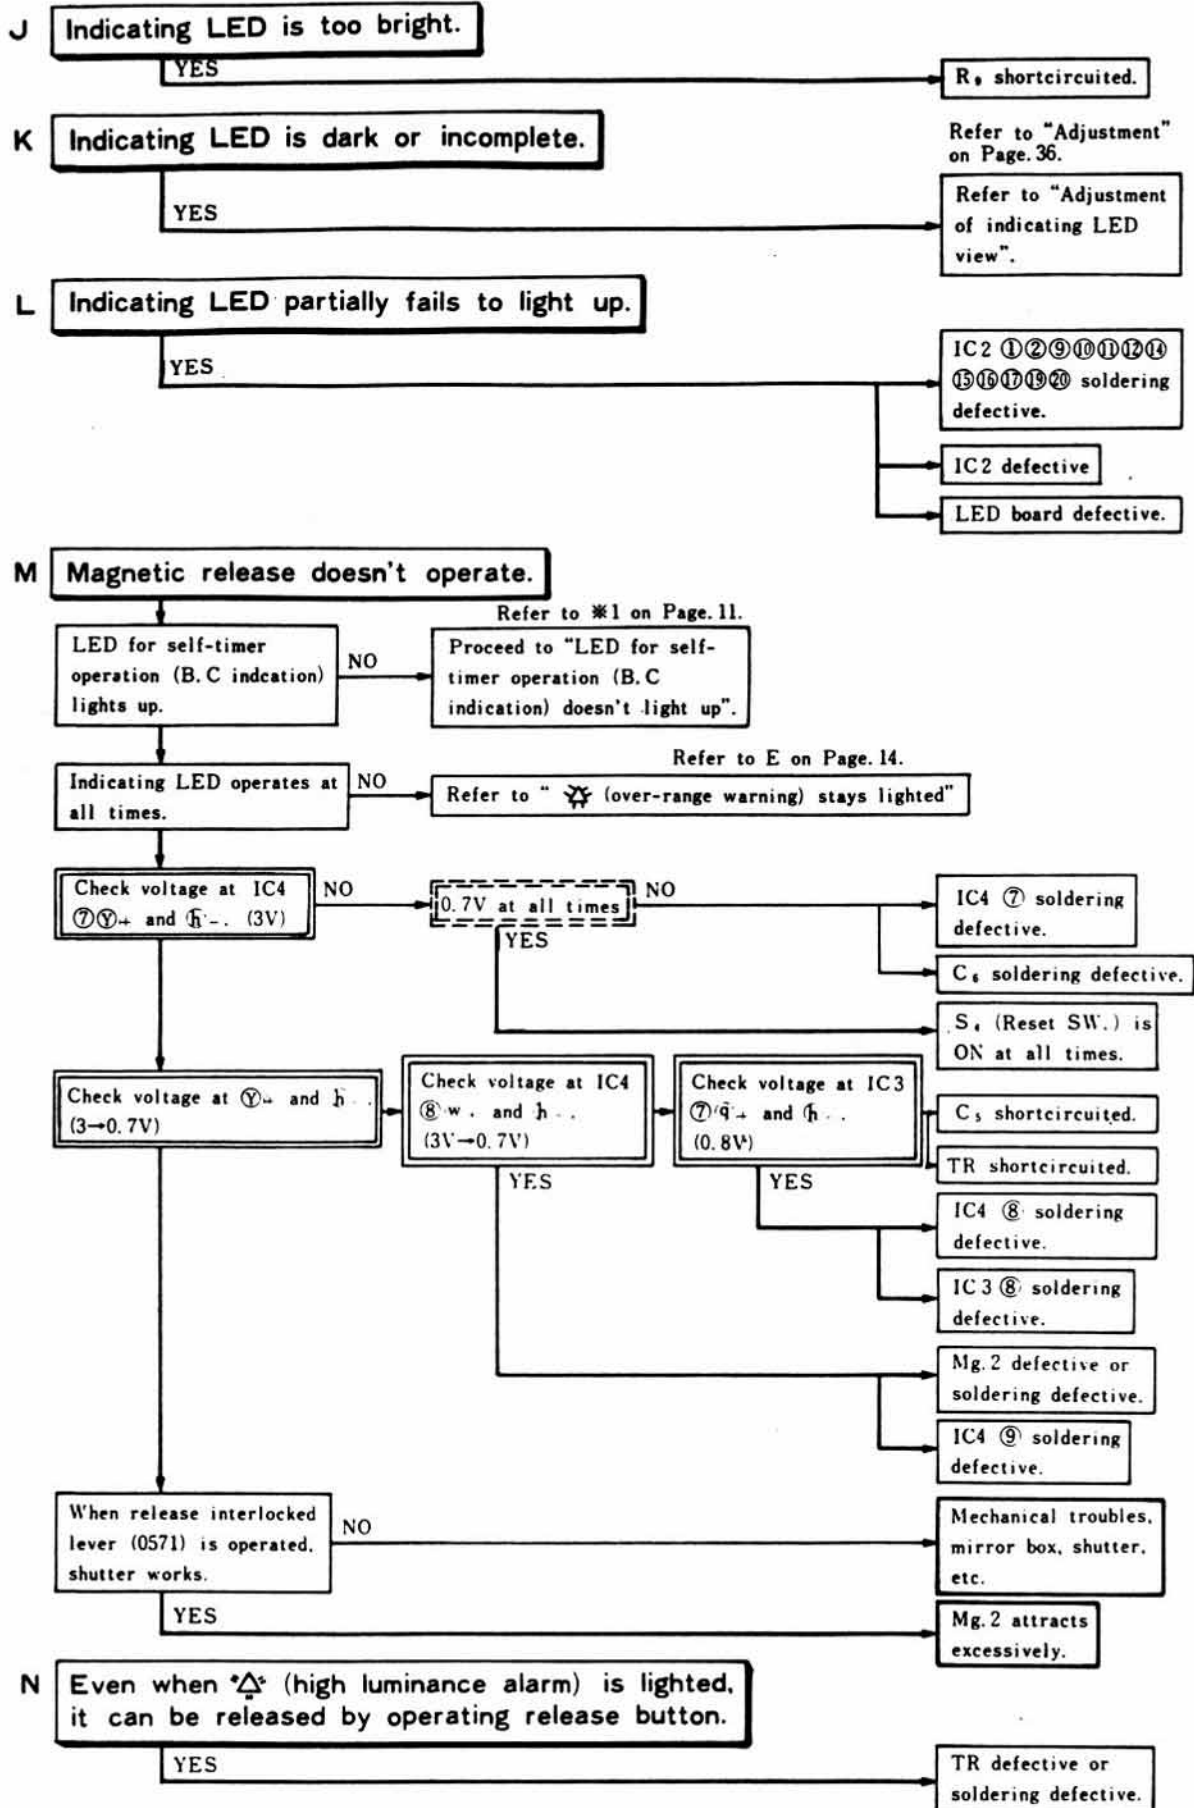 J Indicating LED is too bright.
YES
R₉ shortcircuited.
K Indicating LED is dark or incomplete.
Refer to “Adjustment”
on Page. 36.
YES
Refer to “Adjustment
of indicating LED
view”.
L Indicating LED partially fails to light up.
YES
IC2 ①②⑨⑩⑪⑫⑭
⑮⑯⑰⑲⑳ soldering
defective.
IC2 defective
LED board defective.
M Magnetic release doesn't operate.
Refer to ※1 on Page. 11.
LED for self-timer
operation (B.C indcation)
lights up.
NO
Proceed to “LED for self-
timer operation (B.C
indication) doesn't light up”.
Refer to E on Page. 14.
Indicating LED operates at
all times.
NO
Refer to “ (over-range warning) stays lighted”
Check voltage at IC4
⑦Ⓨ+ and ⓗ-. (3V)
NO
0.7V at all times
NO
YES
IC4 ⑦ soldering
defective.
C₆ soldering defective.
S₄ (Reset SW.) is
ON at all times.
Check voltage at Ⓨ+ and h
(3→0.7V)
Check voltage at IC4
⑧ w and h
(3V→0.7V)
YES
Check voltage at IC3
⑦ q+ and h
(0.8V)
YES
C₅ shortcircuited.
TR shortcircuited.
IC4 ⑧ soldering
defective.
IC3 ⑧ soldering
defective.
Mg.2 defective or
soldering defective.
IC4 ⑨ soldering
defective.
When release interlocked
lever (0571) is operated,
shutter works.
NO
Mechanical troubles,
mirror box, shutter,
etc.
YES
Mg.2 attracts
excessively.
N Even when (high luminance alarm) is lighted,
it can be released by operating release button.
YES
TR defective or
soldering defective.